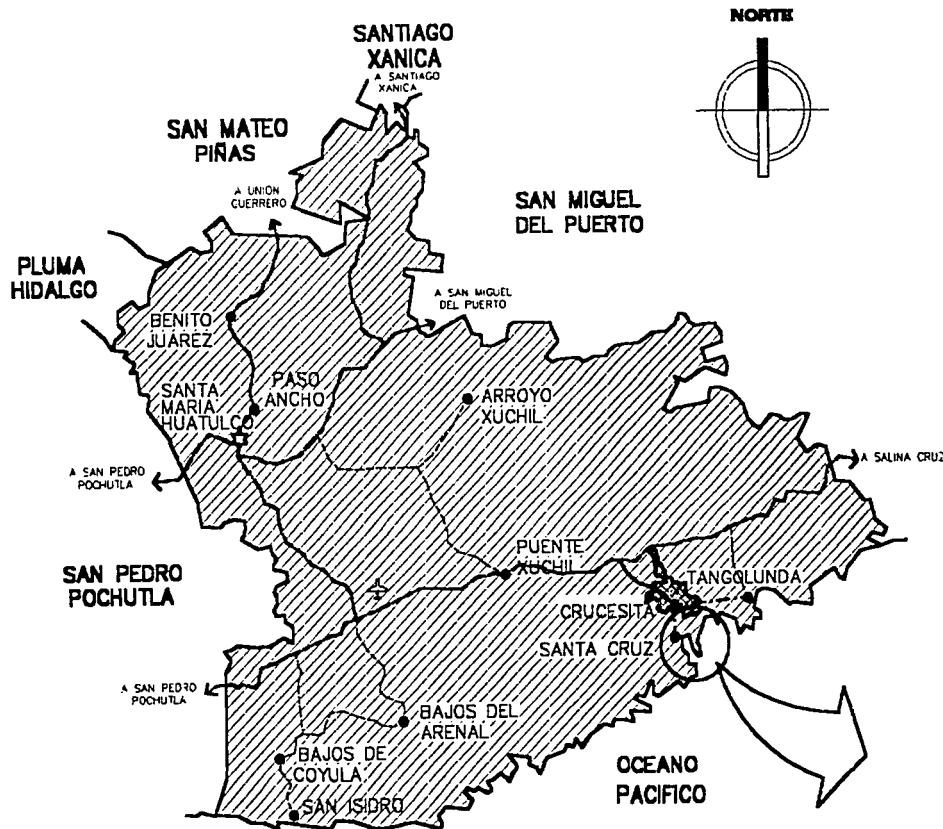 NORTE
SANTIAGO
XANICA
A SANTIAGO
XANICA
SAN MATEO
PIÑAS
A UNION
GUERRERO
SAN MIGUEL
DEL PUERTO
PLUMA
HIDALGO
A SAN MIGUEL
DEL PUERTO
BENITO
JUÁREZ
SANTA
MARIA
HUATULCO
PASO
ANCHO
ARROYO
XUCHIL
A SAN PEDRO
POCHUTLA
A SALINA CRUZ
SAN PEDRO
POCHUTLA
PUENTE
XUCHIL
TANGOLUNDA
CRUCESITA
SANTA CRUZ
A SAN PEDRO
POCHUTLA
BAJOS DEL
ARENAL
BAJOS DE
COYULA
SAN ISIDRO
OCEANO
PACIFICO